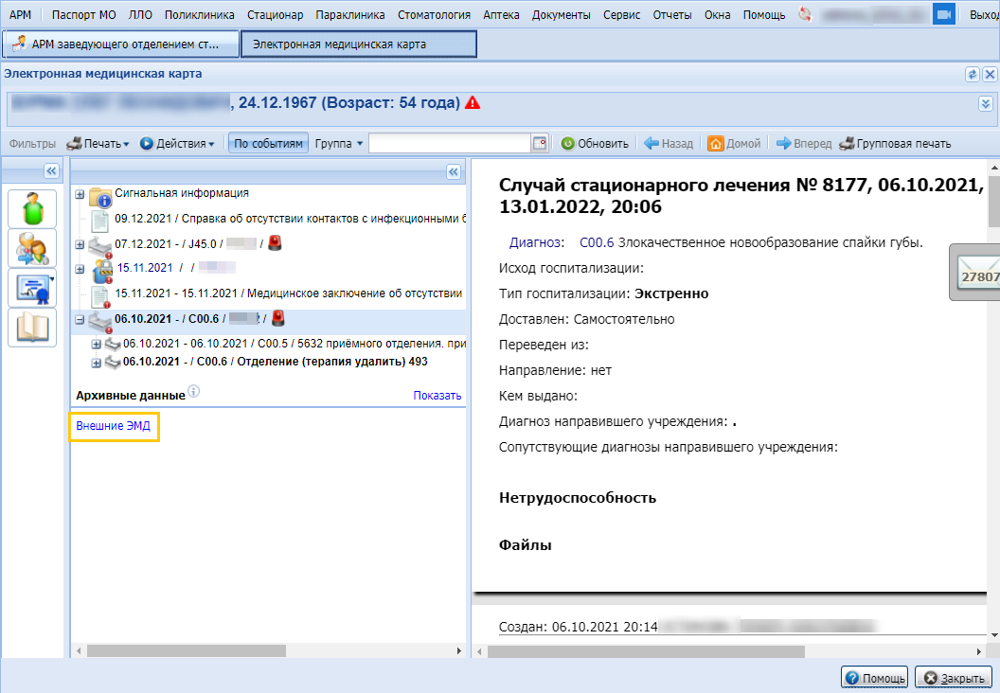 АРМ Паспорт МО ЛЛО Поликлиника Стационар Параклиника Стоматология Аптека Документы Сервис Отчеты Окна Помощь Выход
АРМ заведующего отделением ст... Электронная медицинская карта
Электронная медицинская карта
, 24.12.1967 (Возраст: 54 года)
Фильтры Печать Действия По событиям Группа Обновить Назад Домой Вперед Групповая печать
Сигнальная информация
09.12.2021 / Справка об отсутствии контактов с инфекционными б
07.12.2021 - / J45.0 / /
15.11.2021 / /
15.11.2021 - 15.11.2021 / Медицинское заключение об отсутствии
06.10.2021 - / C00.6 / /
06.10.2021 - 06.10.2021 / C00.5 / 5632 приёмного отделения. при
06.10.2021 - / C00.6 / Отделение (терапия удалить) 493
Архивные данные Показать
Внешние ЭМД
Случай стационарного лечения № 8177, 06.10.2021,
13.01.2022, 20:06
Диагноз: C00.6 Злокачественное новообразование спайки губы.
Исход госпитализации:
Тип госпитализации: Экстренно
Доставлен: Самостоятельно
Переведен из:
Направление: нет
Кем выдано:
Диагноз направившего учреждения: .
Сопутствующие диагнозы направившего учреждения:
Нетрудоспособность
Файлы
27807
Создан: 06.10.2021 20:14
Помощь Закрыть